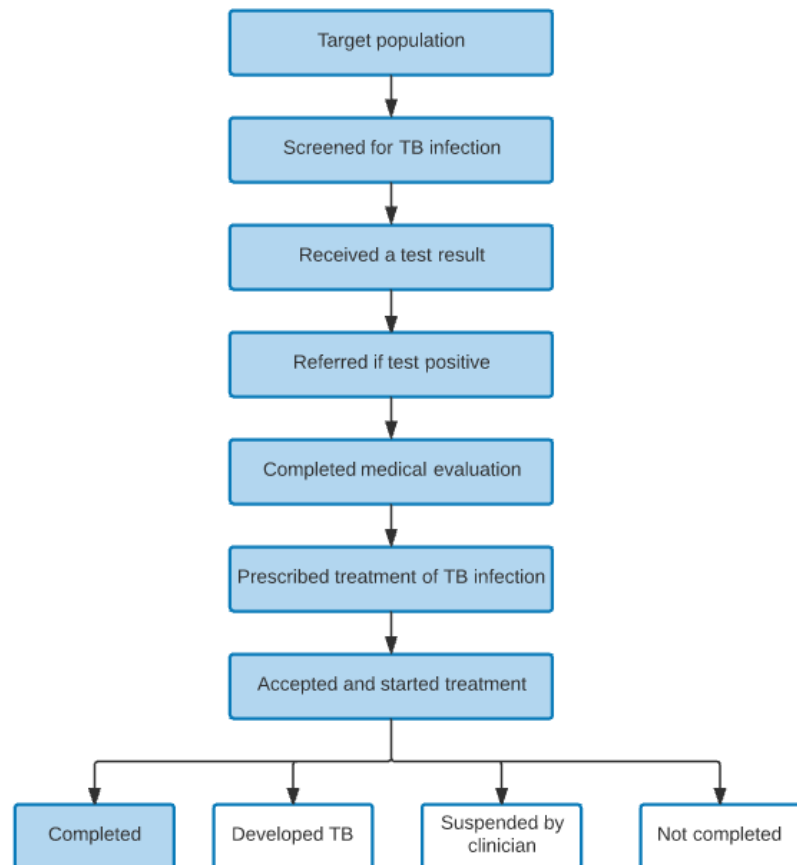 Target population
Screened for TB infection
Received a test result
Referred if test positive
Completed medical evaluation
Prescribed treatment of TB infection
Accepted and started treatment
Completed
Developed TB
Suspended by
clinician
Not completed